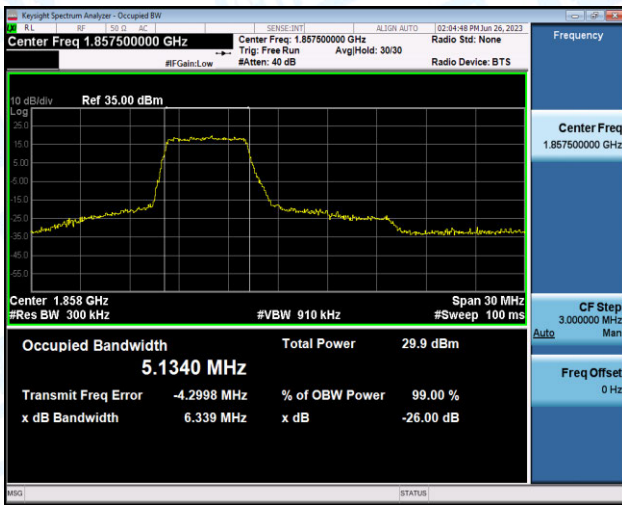 Keysight Spectrum Analyzer - Occupied BW
RL RF 50 Ω AC SENSE:INT ALIGN AUTO 02:04:48 PM Jun 26, 2023
Center Freq 1.857500000 GHz Center Freq: 1.857500000 GHz Radio Std: None Frequency
Trig: Free Run Avg|Hold: 30/30
#IFGain:Low #Atten: 40 dB Radio Device: BTS
10 dB/div Ref 35.00 dBm
Log
25.0
15.0
5.00
-5.00
-15.0
-25.0
-35.0
-45.0
-55.0
Center Freq
1.857500000 GHz
Center 1.858 GHz Span 30 MHz
#Res BW 300 kHz #VBW 910 kHz #Sweep 100 ms
CF Step
3.000000 MHz
Auto Man
Occupied Bandwidth Total Power 29.9 dBm
5.1340 MHz
Transmit Freq Error -4.2998 MHz % of OBW Power 99.00 %
x dB Bandwidth 6.339 MHz x dB -26.00 dB
Freq Offset
0 Hz
MSG STATUS